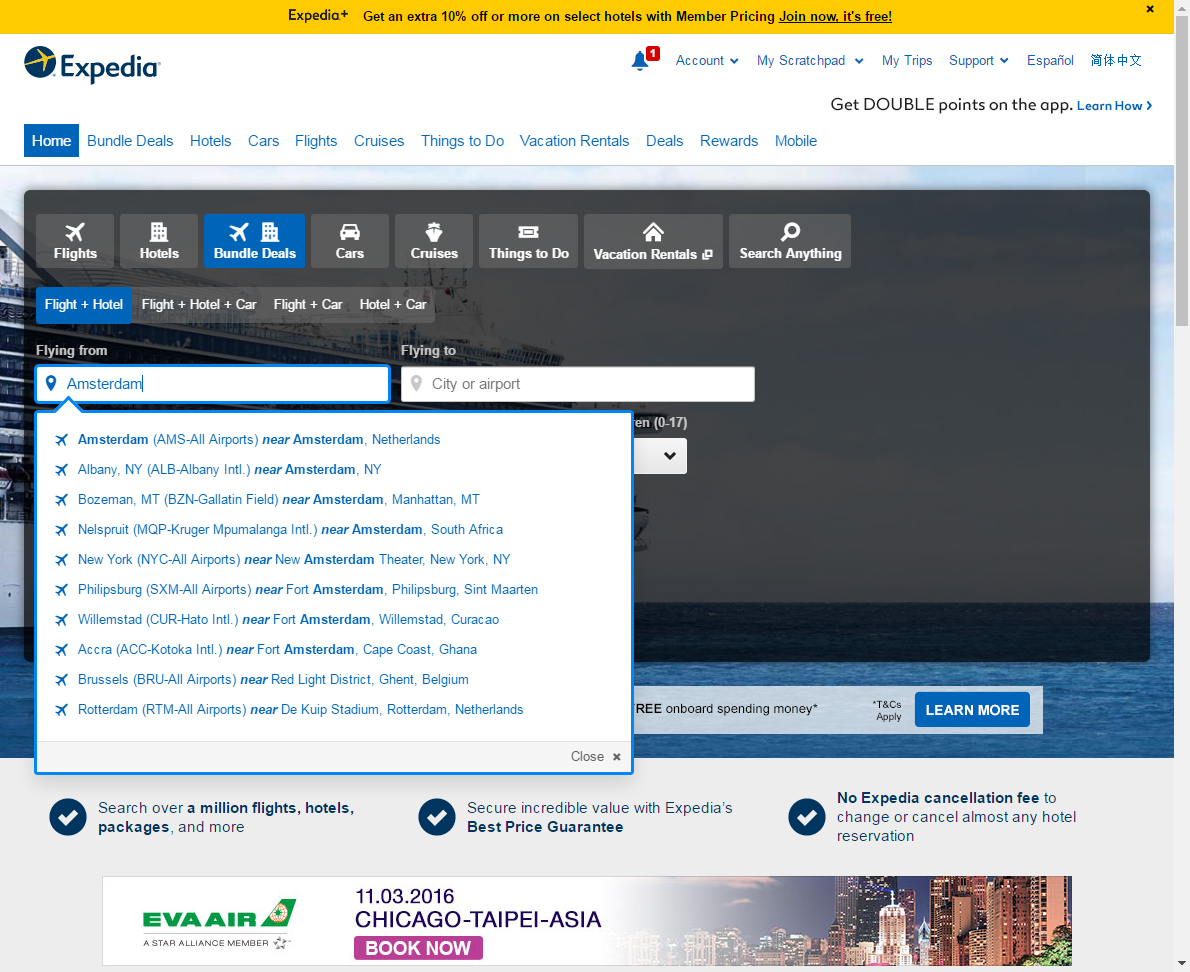 Expedia+ Get an extra 10% off or more on select hotels with Member Pricing Join now, it's free!
Expedia
1 Account My Scratchpad My Trips Support Español 简体中文
Get DOUBLE points on the app. Learn How
Home Bundle Deals Hotels Cars Flights Cruises Things to Do Vacation Rentals Deals Rewards Mobile
Flights Hotels Bundle Deals Cars Cruises Things to Do Vacation Rentals Search Anything
Flight + Hotel Flight + Hotel + Car Flight + Car Hotel + Car
Flying from Flying to
Amsterdam City or airport
(0-17)
Amsterdam (AMS-All Airports) near Amsterdam, Netherlands
Albany, NY (ALB-Albany Intl.) near Amsterdam, NY
Bozeman, MT (BZN-Gallatin Field) near Amsterdam, Manhattan, MT
Nelspruit (MQP-Kruger Mpumalanga Intl.) near Amsterdam, South Africa
New York (NYC-All Airports) near New Amsterdam Theater, New York, NY
Philipsburg (SXM-All Airports) near Fort Amsterdam, Philipsburg, Sint Maarten
Willemstad (CUR-Hato Intl.) near Fort Amsterdam, Willemstad, Curacao
Accra (ACC-Kotoka Intl.) near Fort Amsterdam, Cape Coast, Ghana
Brussels (BRU-All Airports) near Red Light District, Ghent, Belgium
Rotterdam (RTM-All Airports) near De Kuip Stadium, Rotterdam, Netherlands
REE onboard spending money* *T&Cs Apply LEARN MORE
Close
Search over a million flights, hotels,
packages, and more
Secure incredible value with Expedia's
Best Price Guarantee
No Expedia cancellation fee to
change or cancel almost any hotel
reservation
EVA AIR
A STAR ALLIANCE MEMBER
11.03.2016
CHICAGO-TAIPEI-ASIA
BOOK NOW